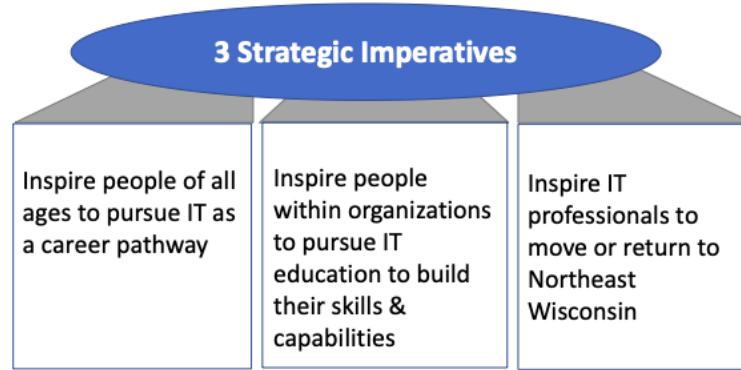 3 Strategic Imperatives
Inspire people of all
ages to pursue IT as
a career pathway
Inspire people
within organizations
to pursue IT
education to build
their skills &
capabilities
Inspire IT
professionals to
move or return to
Northeast
Wisconsin